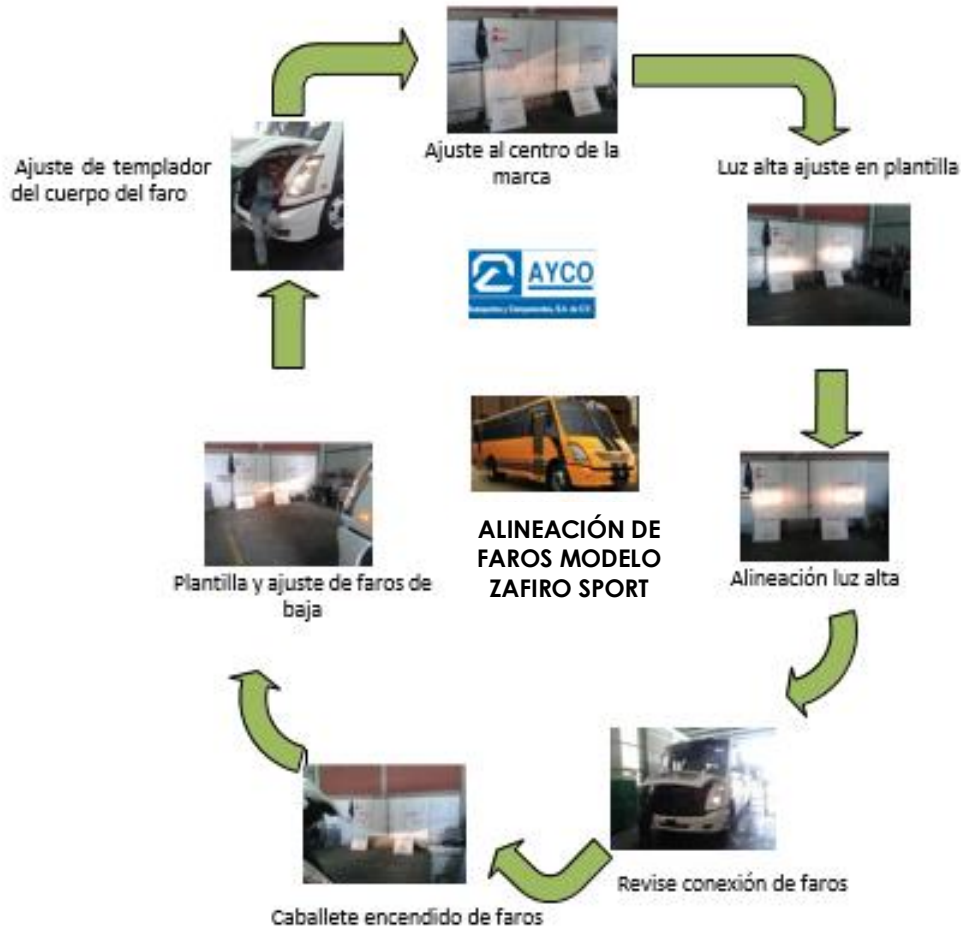 Ajuste de templador
del cuerpo del faro
Ajuste al centro de la
marca
Luz alta ajuste en plantilla
AYCO
Plantilla y ajuste de faros de
baja
ALINEACIÓN DE
FAROS MODELO
ZAFIRO SPORT
Alineación luz alta
Revise conexión de faros
Caballete encendido de faros